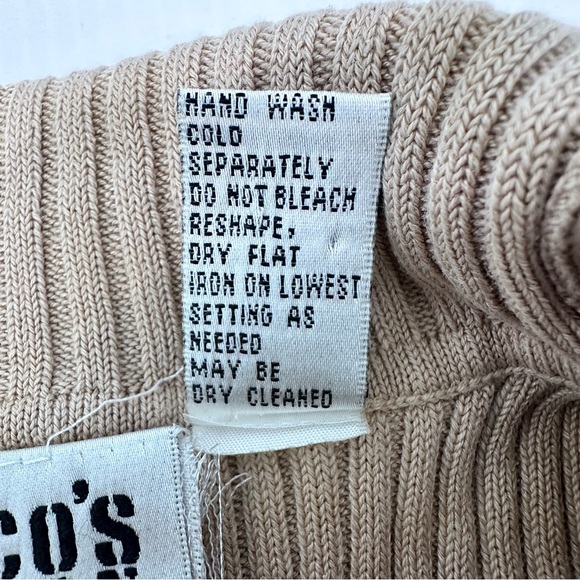 HAND WASH
COLD
SEPARATELY
DO NOT BLEACH
RESHAPE,
DRY FLAT
IRON ON LOWEST
SETTING AS
NEEDED
MAY BE
DRY CLEANED
CO'S